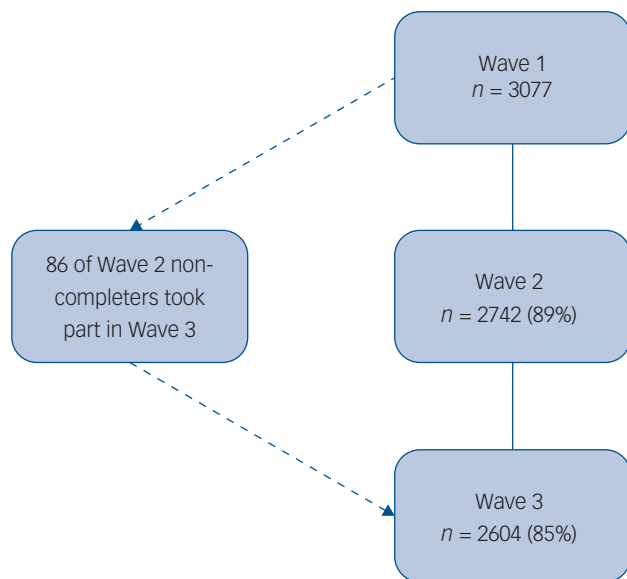 Wave 1
n = 3077
86 of Wave 2 non-
completers took
part in Wave 3
Wave 2
n = 2742 (89%)
Wave 3
n = 2604 (85%)